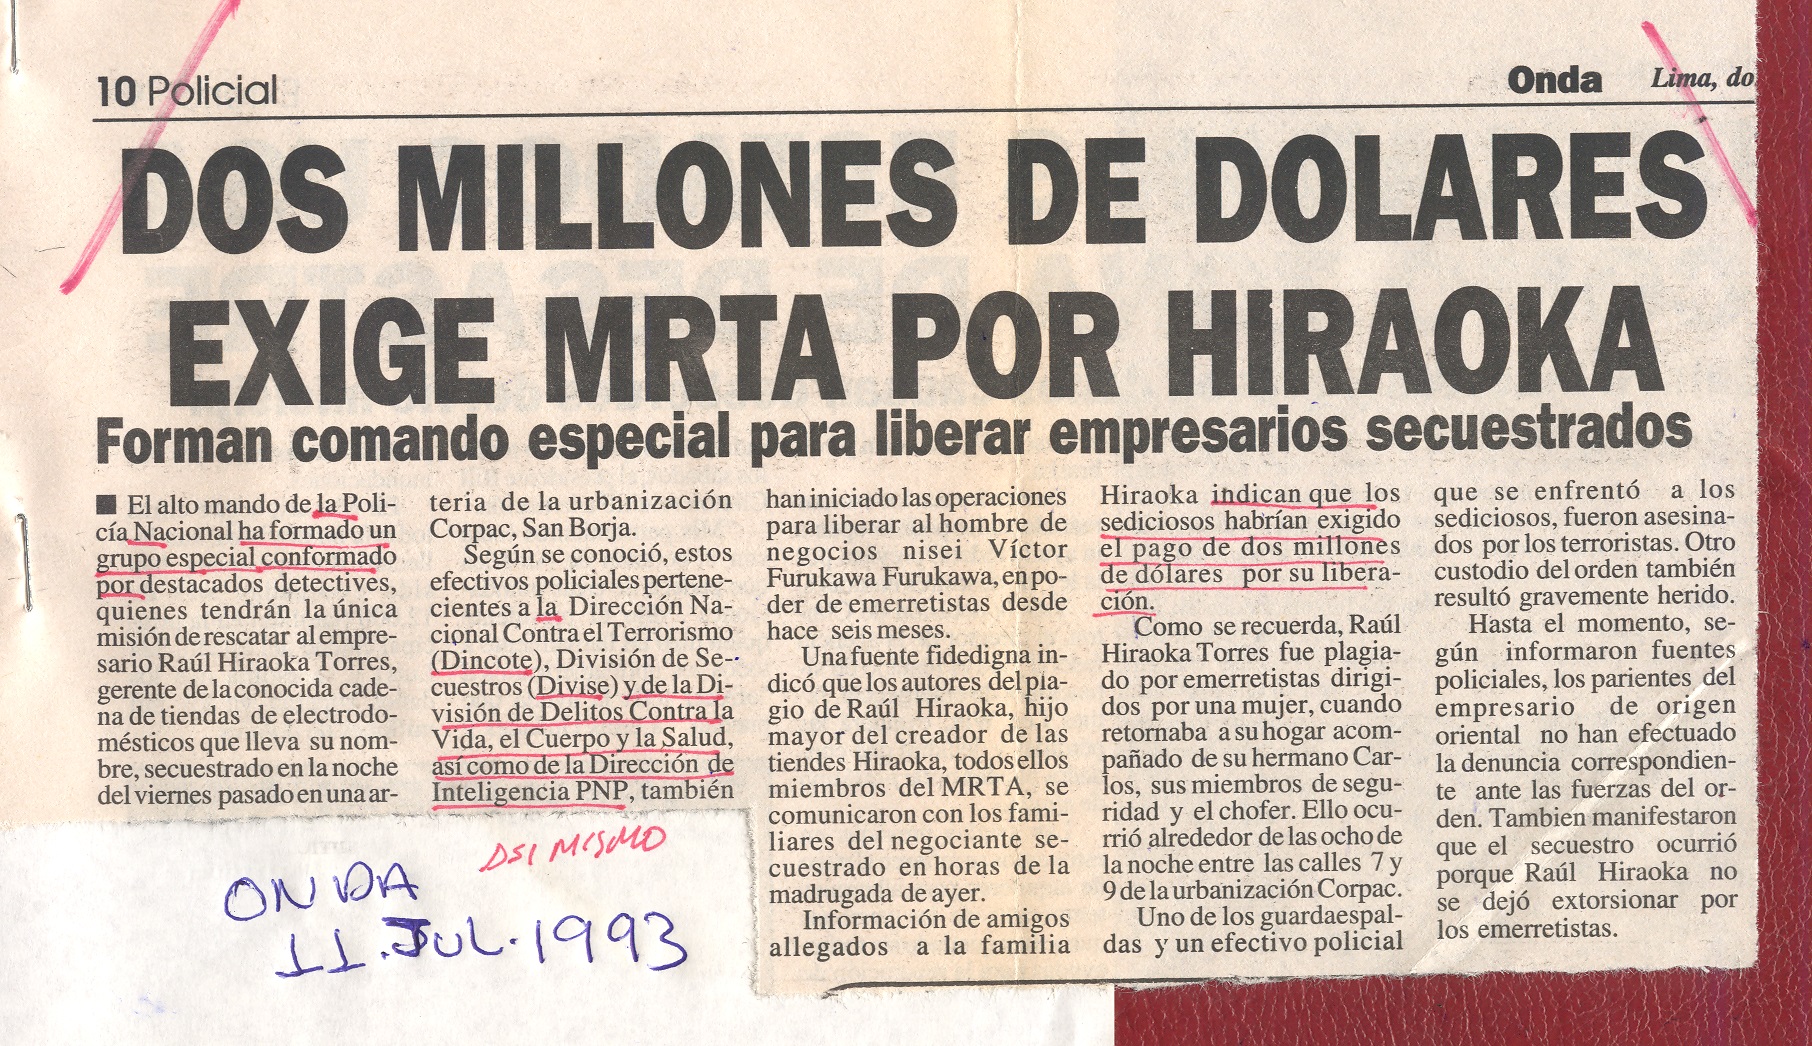 10 Policial
Onda
Lima, do
DOS MILLONES DE DOLARES
EXIGE MRTA POR HIRAOKA
Forman comando especial para liberar empresarios secuestrados
■ El alto mando de la Poli-
cía Nacional ha formado un
grupo especial conformado
por destacados detectives,
quienes tendrán la única
misión de rescatar al empre-
sario Raúl Hiraoka Torres,
gerente de la conocida cade-
na de tiendas de electrodo-
mésticos que lleva su nom-
bre, secuestrado en la noche
del viernes pasado en una ar-
teria de la urbanización
Corpac, San Borja.
Según se conoció, estos
efectivos policiales pertene-
cientes a la Dirección Na-
cional Contra el Terrorismo
(Dincote), División de Se-
cuestros (Divise) y de la Di-
visión de Delitos Contra la
Vida, el Cuerpo y la Salud,
así como de la Dirección de
Inteligencia PNP, también
han iniciado las operaciones
para liberar al hombre de
negocios nisei Víctor
Furukawa Furukawa, en po-
der de emerretistas desde
hace seis meses.
Una fuente fidedigna in-
dicó que los autores del pla-
gio de Raúl Hiraoka, hijo
mayor del creador de las
tiendes Hiraoka, todos ellos
miembros del MRTA, se
comunicaron con los fami-
liares del negociante se-
cuestrado en horas de la
madrugada de ayer.
Información de amigos
allegados a la familia
Hiraoka indican que los
sediciosos habrían exigido
el pago de dos millones
de dólares por su libera-
ción.
Como se recuerda, Raúl
Hiraoka Torres fue plagia-
do por emerretistas dirigi-
dos por una mujer, cuando
retornaba a su hogar acom-
pañado de su hermano Car-
los, sus miembros de segu-
ridad y el chofer. Ello ocu-
rrió alrededor de las ocho de
la noche entre las calles 7 y
9 de la urbanización Corpac.
Uno de los guardaespal-
das y un efectivo policial
que se enfrentó a los
sediciosos, fueron asesina-
dos por los terroristas. Otro
custodio del orden también
resultó gravemente herido.
Hasta el momento, se-
gún informaron fuentes
policiales, los parientes del
empresario de origen
oriental no han efectuado
la denuncia correspondien-
te ante las fuerzas del or-
den. Tambien manifestaron
que el secuestro ocurrió
porque Raúl Hiraoka no
se dejó extorsionar por
los emerretistas.
DSI MISMO
ONDA
11.JUL.1993